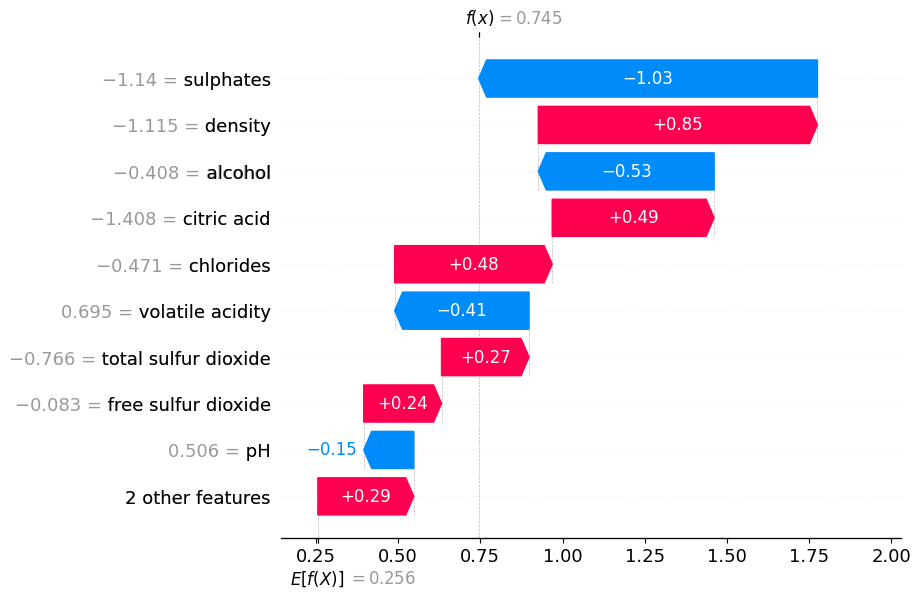 f(x) = 0.745
−1.14 = sulphates −1.03
−1.115 = density +0.85
−0.408 = alcohol −0.53
−1.408 = citric acid +0.49
−0.471 = chlorides +0.48
0.695 = volatile acidity −0.41
−0.766 = total sulfur dioxide +0.27
−0.083 = free sulfur dioxide +0.24
0.506 = pH −0.15
2 other features +0.29
0.25 0.50 0.75 1.00 1.25 1.50 1.75 2.00
E[f(X)] = 0.256